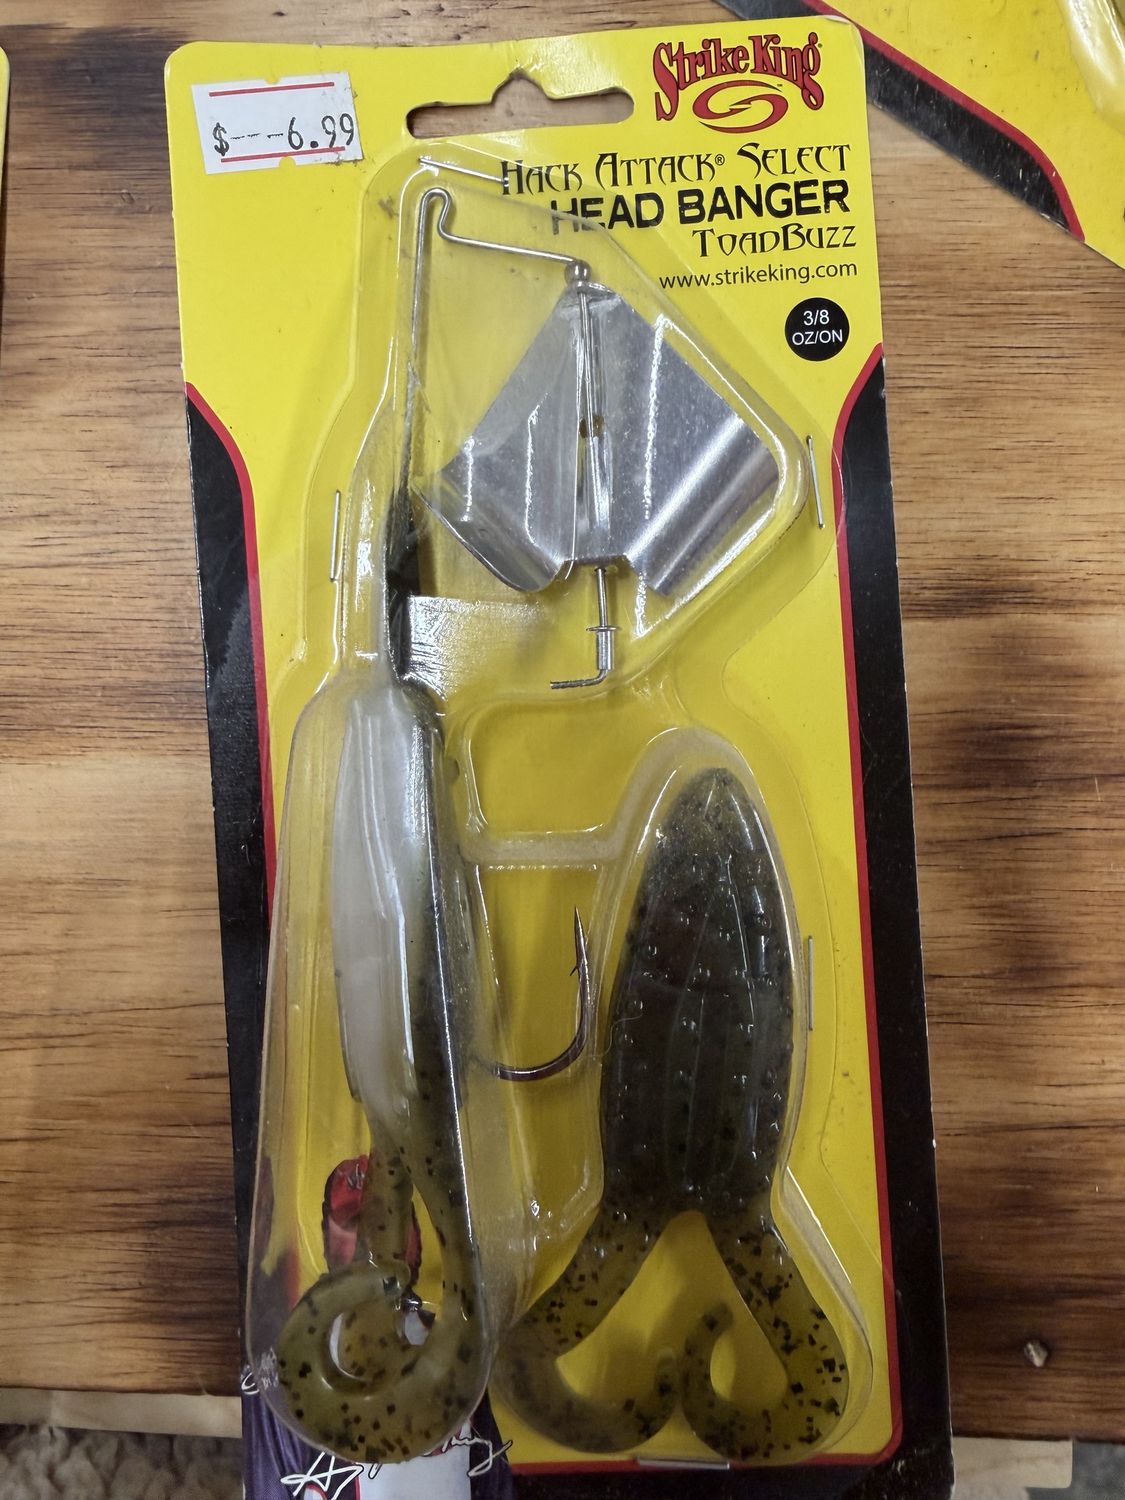 $---6.99
Strike King
HACK ATTACK® SELECT
HEAD BANGER
TOADBUZZ
www.strikeking.com
3/8
OZ/ON